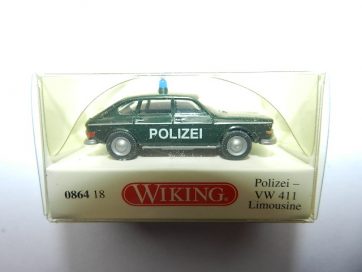 POLIZEI
0864 18
WIKING®
Polizei –
VW 411
Limousine